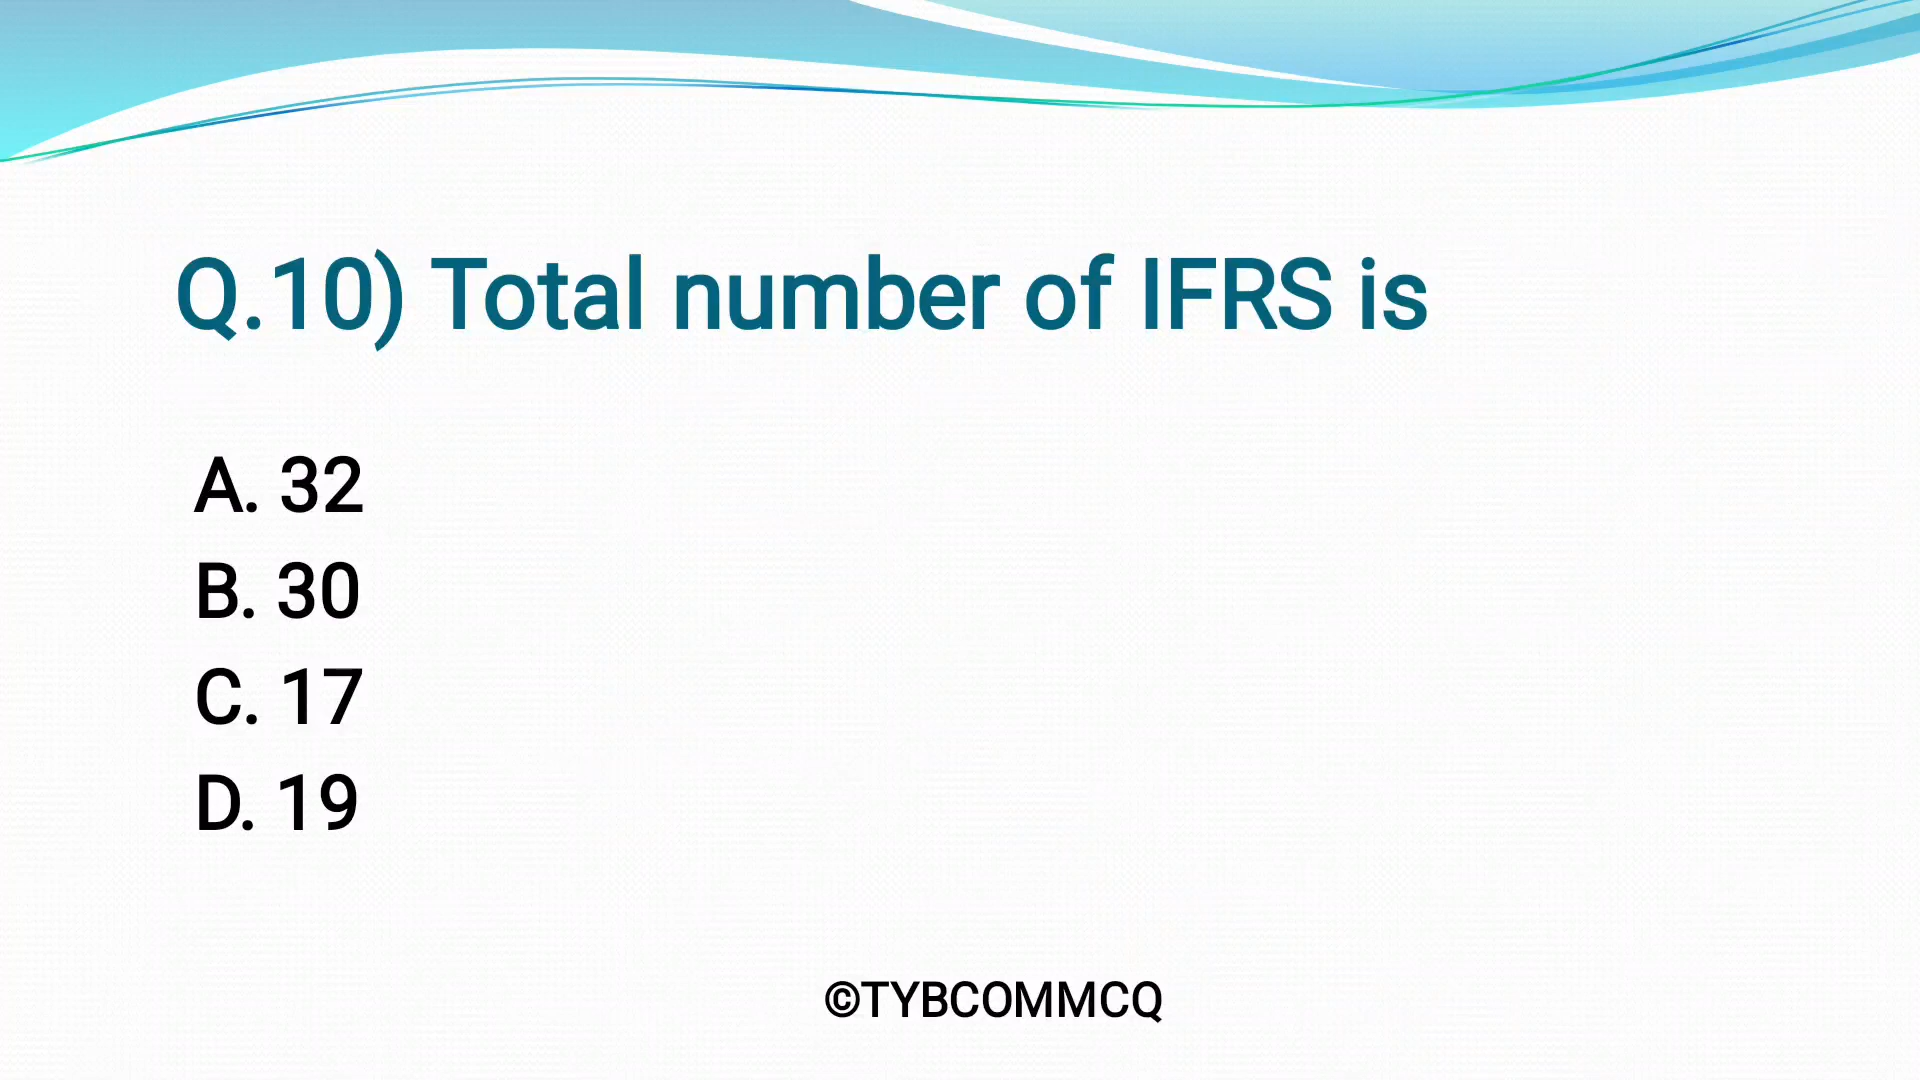 Q.10) Total number of IFRS is
A. 32
B. 30
C. 17
D. 19
©TYBCOMMCQ